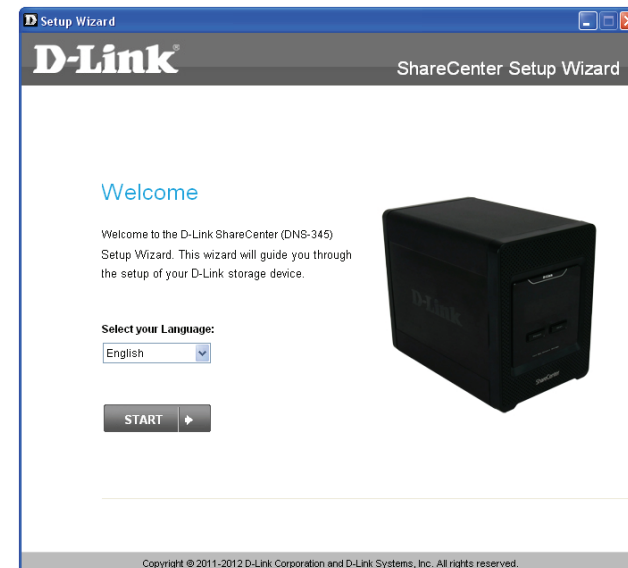 Setup Wizard
D-Link®
ShareCenter Setup Wizard
Welcome
Welcome to the D-Link ShareCenter (DNS-345)
Setup Wizard. This wizard will guide you through
the setup of your D-Link storage device.
D-Link
D-Link
ShareCenter
Select your Language:
English
START
Copyright © 2011-2012 D-Link Corporation and D-Link Systems, Inc. All rights reserved.